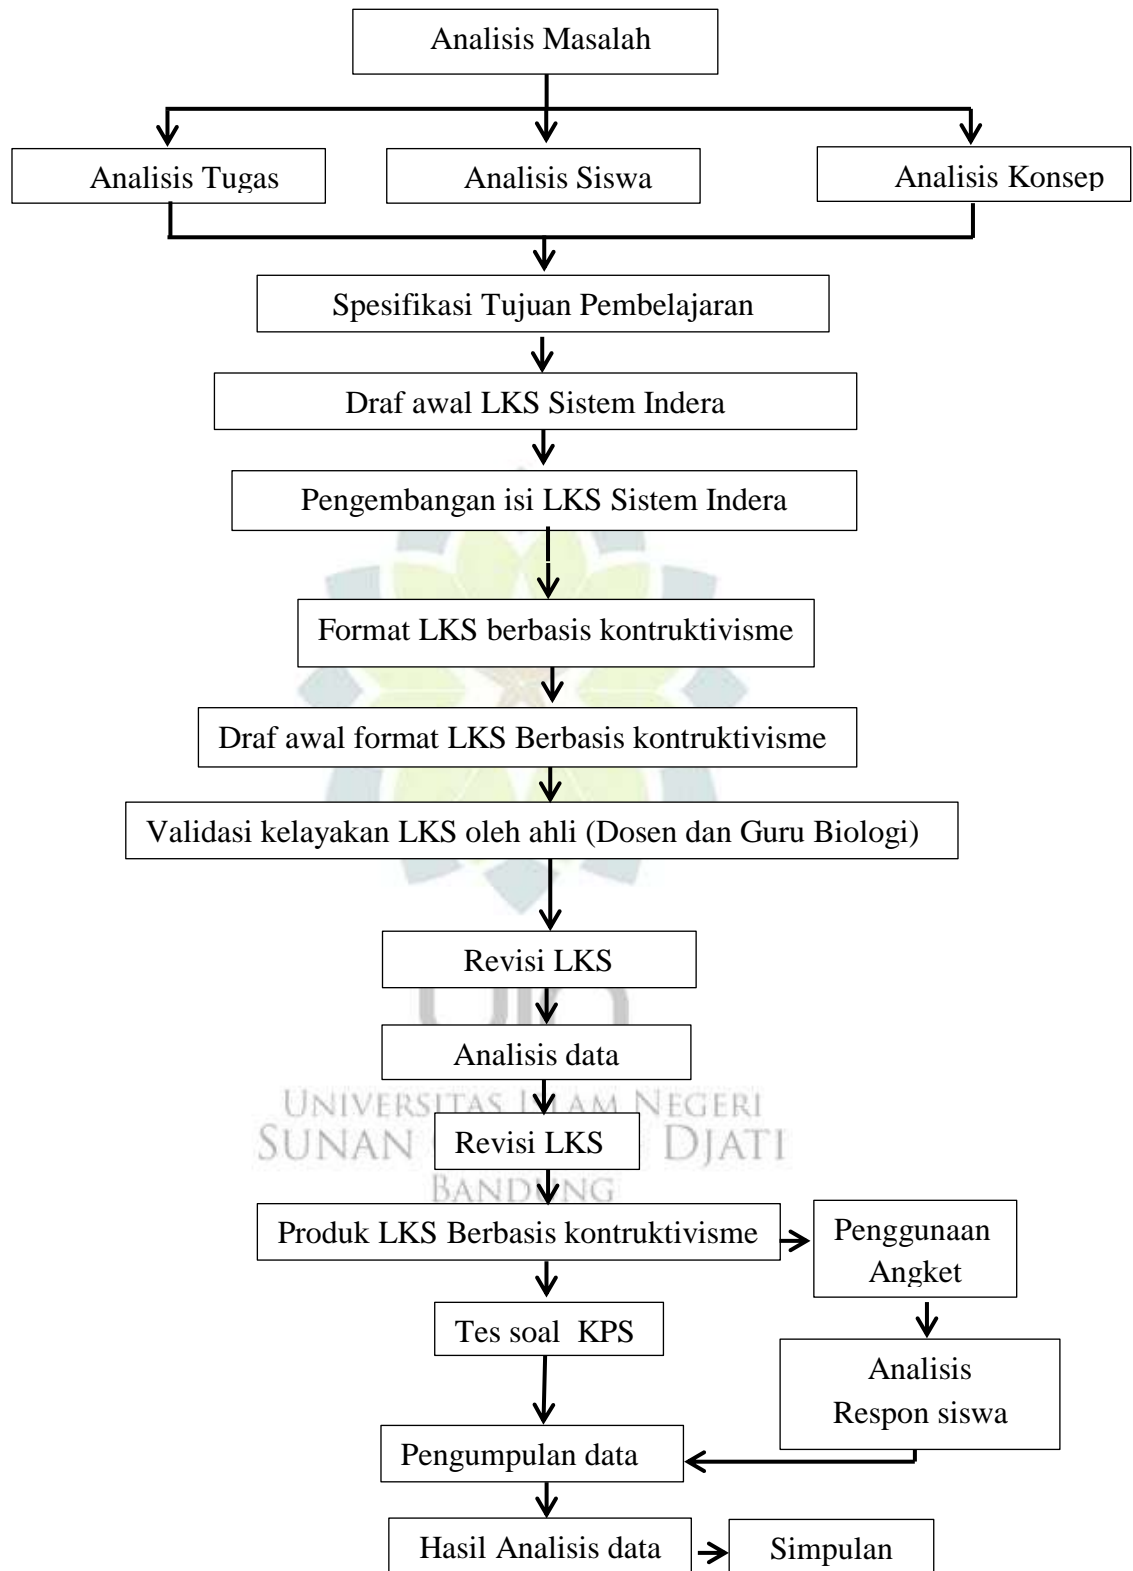 Analisis Masalah
Analisis Tugas
Analisis Siswa
Analisis Konsep
Spesifikasi Tujuan Pembelajaran
Draf awal LKS Sistem Indera
Pengembangan isi LKS Sistem Indera
Format LKS berbasis kontruktivisme
Draf awal format LKS Berbasis kontruktivisme
Validasi kelayakan LKS oleh ahli (Dosen dan Guru Biologi)
Revisi LKS
uin
Analisis data
UNIVERSITAS ISLAM NEGERI
SUNAN DJATI
Revisi LKS
BANDUNG
Produk LKS Berbasis kontruktivisme
Penggunaan
Angket
Tes soal KPS
Analisis
Respon siswa
Pengumpulan data
Hasil Analisis data
Simpulan